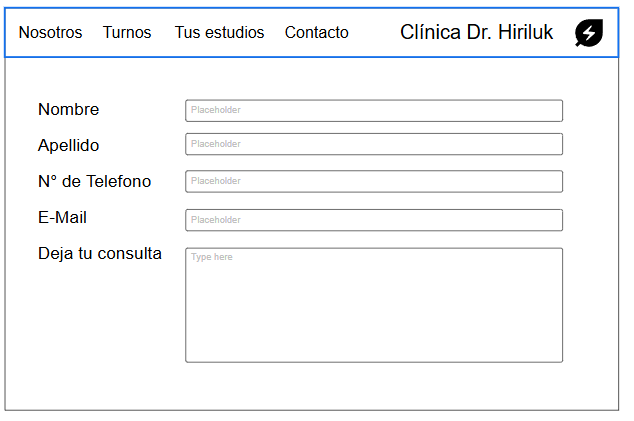 Nosotros Turnos Tus estudios Contacto Clínica Dr. Hiriluk
Nombre Placeholder
Apellido Placeholder
Nº de Telefono Placeholder
E-Mail Placeholder
Deja tu consulta Type here